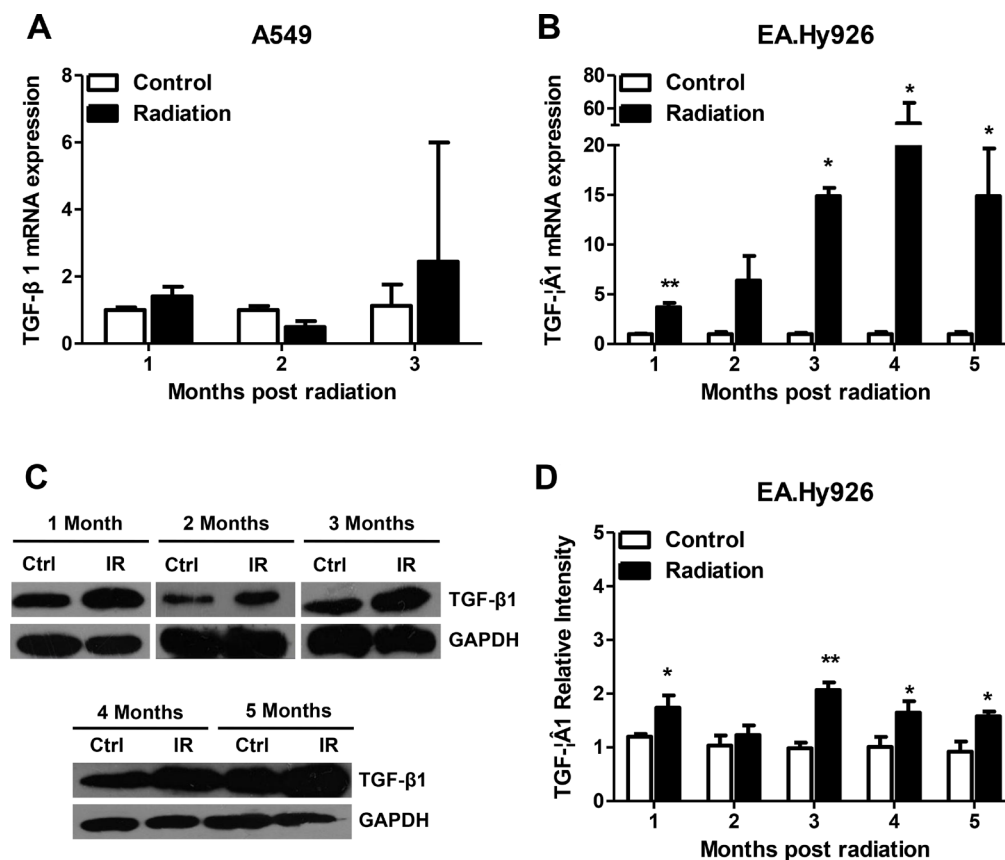 A
A549
Control
Radiation
TGF-β 1 mRNA expression
8
6
4
2
0
1
2
3
Months post radiation
B
EA.Hy926
Control
Radiation
TGF-¦Â1 mRNA expression
80
60
40
20
15
10
5
0
**
*
*
*
1
2
3
4
5
Months post radiation
C
1 Month
2 Months
3 Months
Ctrl IR Ctrl IR Ctrl IR
TGF-β1
GAPDH
4 Months
5 Months
Ctrl IR Ctrl IR
TGF-β1
GAPDH
D
EA.Hy926
Control
Radiation
TGF-¦Â1 Relative Intensity
5
4
3
2
1
0
*
**
*
*
1
2
3
4
5
Months post radiation